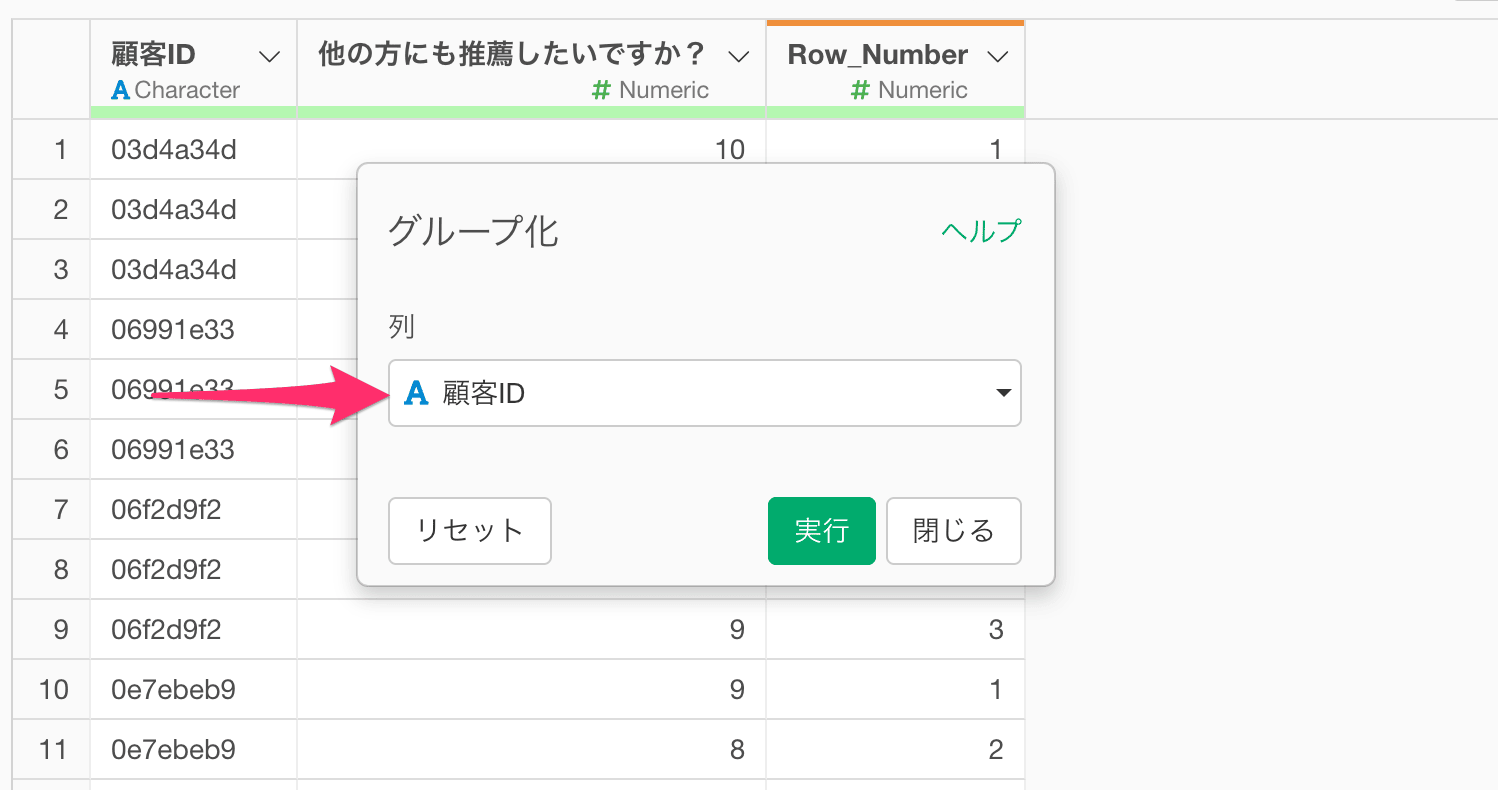 顧客ID 他の方にも推薦したいですか？ Row_Number
Character Numeric Numeric
1 03d4a34d 10 1
2 03d4a34d
グループ化 ヘルプ
3 03d4a34d
4 06991e33
列
5 06991e33
顧客ID
6 06991e33
7 06f2d9f2
リセット 実行 閉じる
8 06f2d9f2
9 06f2d9f2 9 3
10 0e7ebeb9 9 1
11 0e7ebeb9 8 2